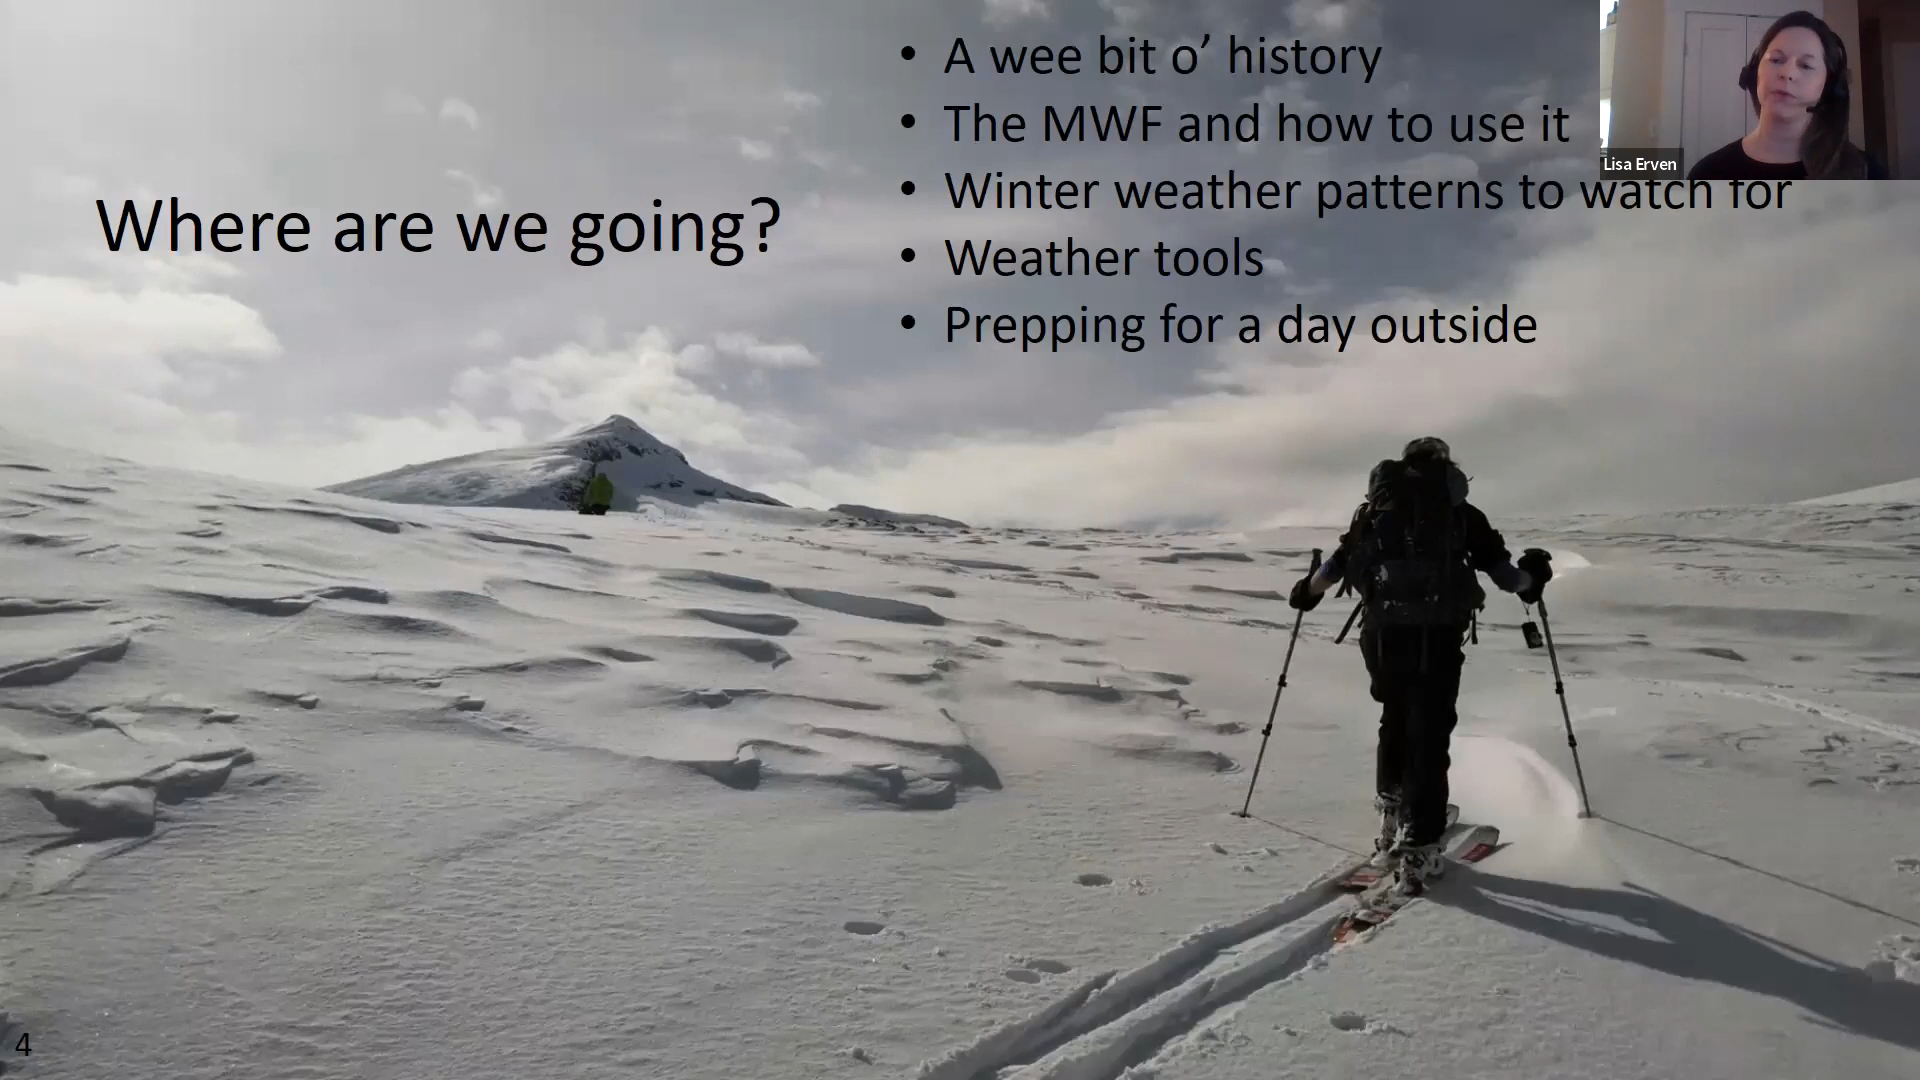 Where are we going?
• A wee bit o’ history
• The MWF and how to use it
• Winter weather patterns to watch for
• Weather tools
• Prepping for a day outside
Lisa Erven
4